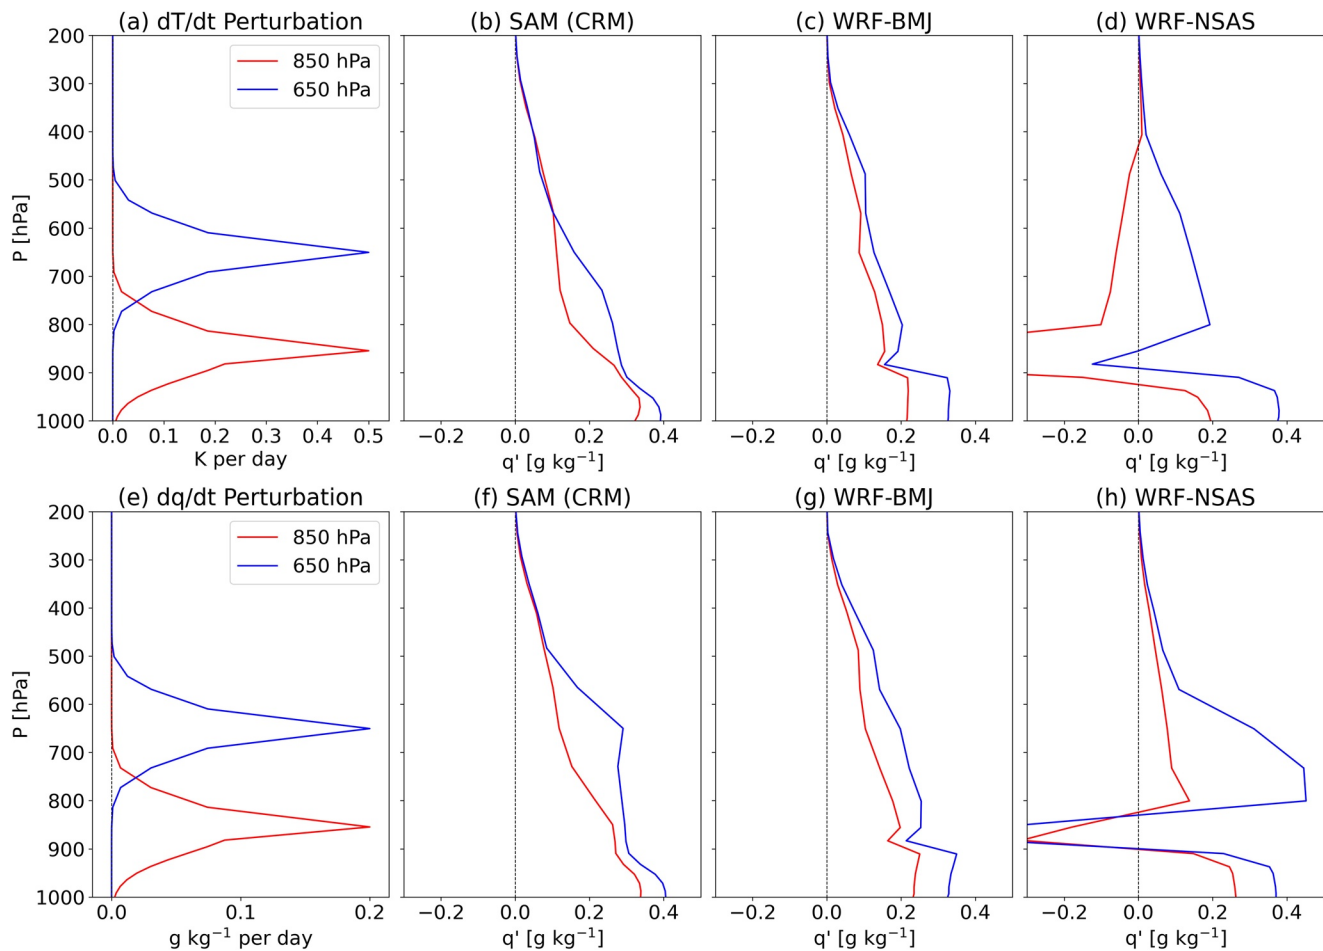 (a) dT/dt Perturbation
(b) SAM (CRM)
(c) WRF-BMJ
(d) WRF-NSAS
200
300
400
500
600
700
800
900
1000
P [hPa]
850 hPa
650 hPa
0.0 0.1 0.2 0.3 0.4 0.5
K per day
−0.2 0.0 0.2 0.4
q' [g kg⁻¹]
−0.2 0.0 0.2 0.4
q' [g kg⁻¹]
−0.2 0.0 0.2 0.4
q' [g kg⁻¹]
(e) dq/dt Perturbation
(f) SAM (CRM)
(g) WRF-BMJ
(h) WRF-NSAS
200
300
400
500
600
700
800
900
1000
P [hPa]
850 hPa
650 hPa
0.0 0.1 0.2
g kg⁻¹ per day
−0.2 0.0 0.2 0.4
q' [g kg⁻¹]
−0.2 0.0 0.2 0.4
q' [g kg⁻¹]
−0.2 0.0 0.2 0.4
q' [g kg⁻¹]